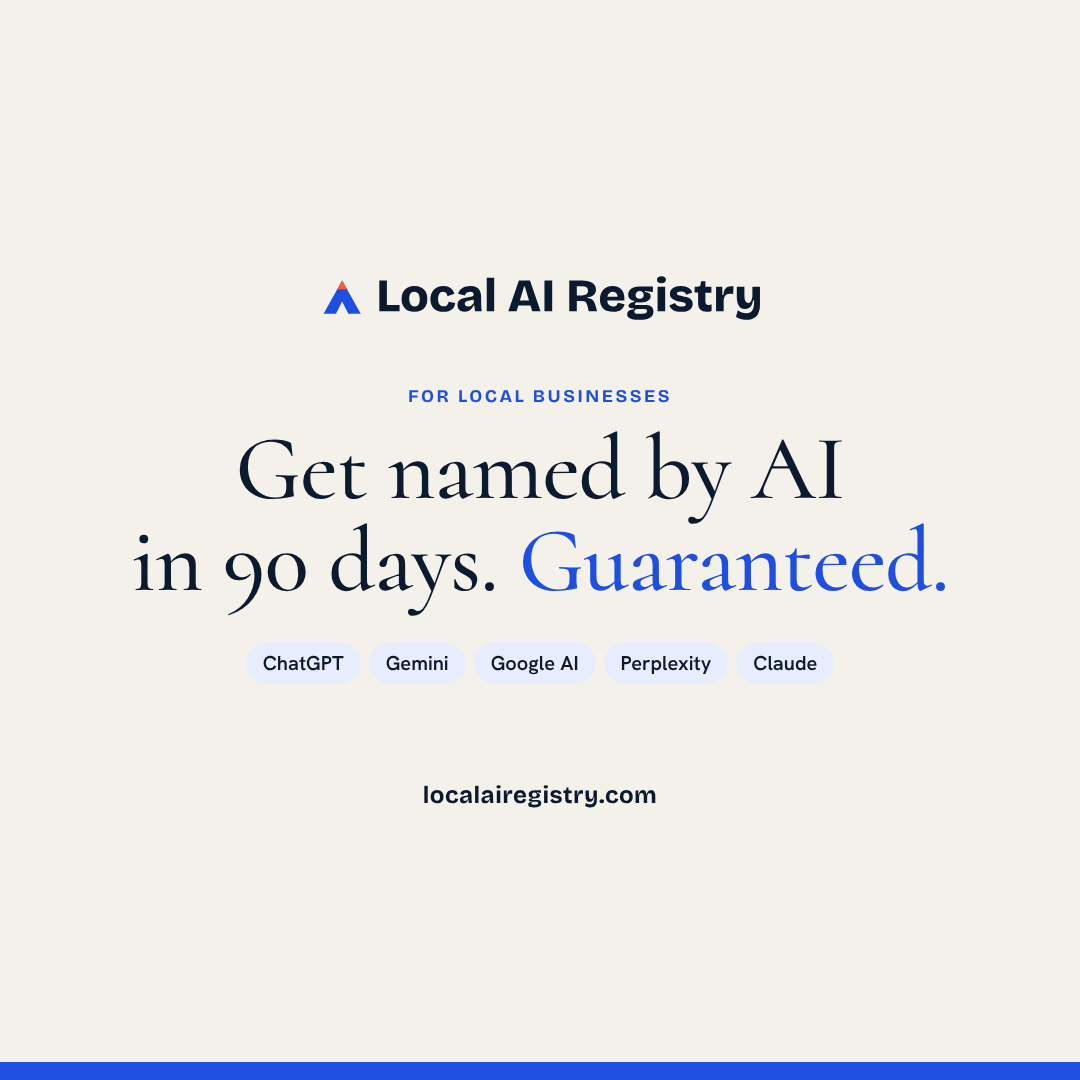 Local AI Registry
FOR LOCAL BUSINESSES
Get named by AI
in 90 days. Guaranteed.
ChatGPT Gemini Google AI Perplexity Claude
localairegistry.com